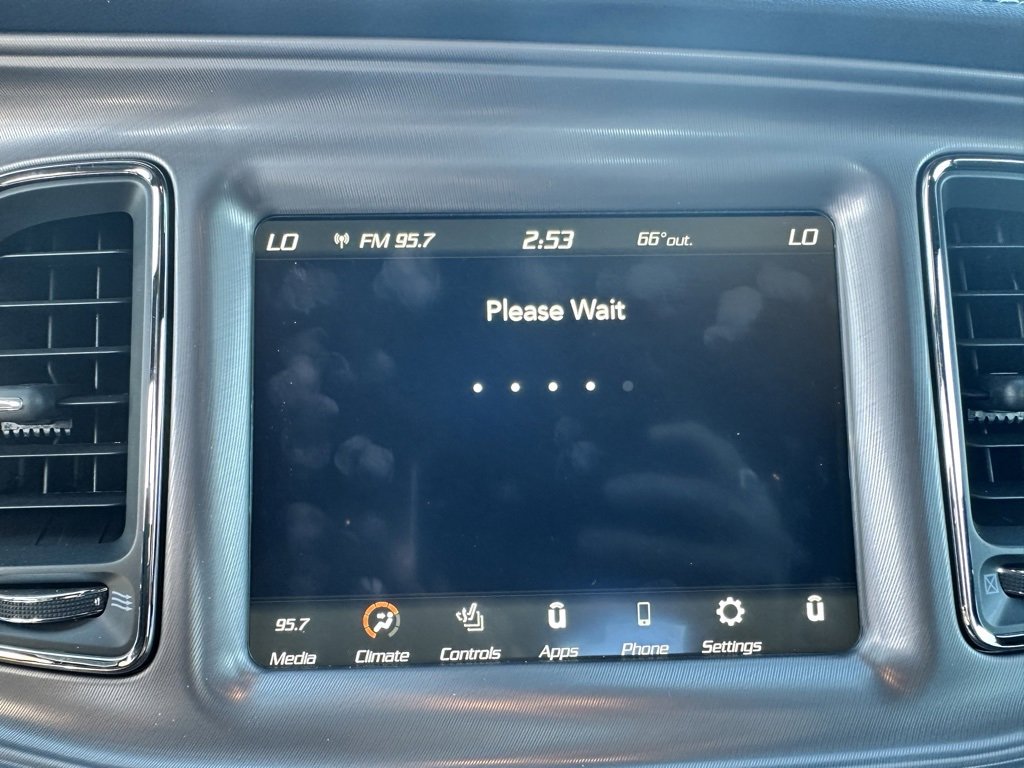 LO FM 95.7 2:53 66° out. LO
Please Wait
95.7
Media Climate Controls Apps Phone Settings